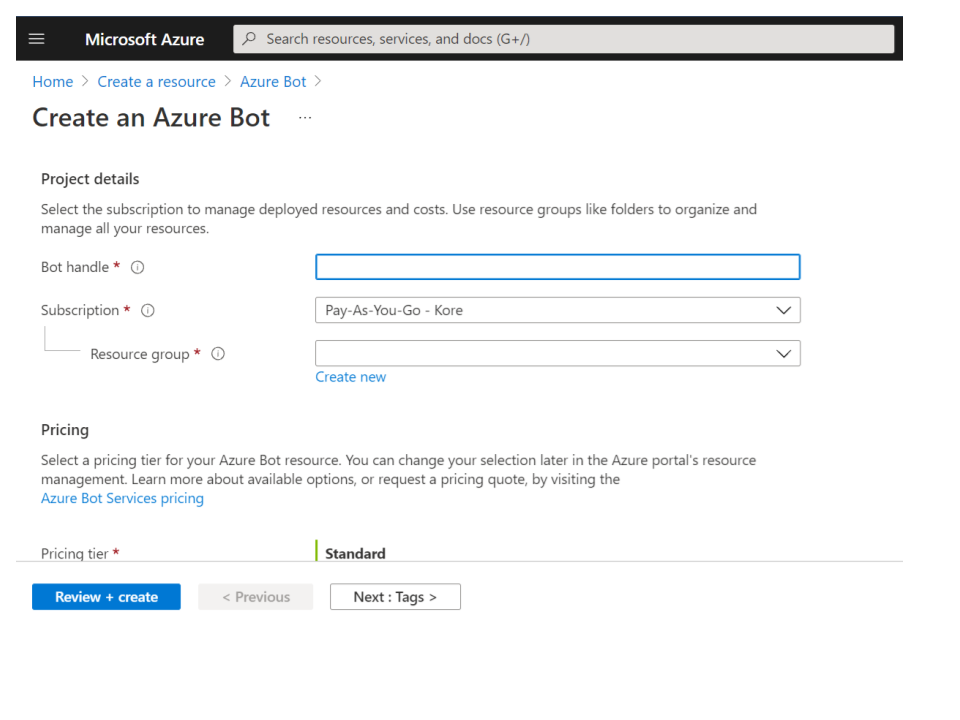 Microsoft Azure
Search resources, services, and docs (G+/)
Home > Create a resource > Azure Bot >
Create an Azure Bot ...
Project details
Select the subscription to manage deployed resources and costs. Use resource groups like folders to organize and
manage all your resources.
Bot handle *
Subscription *
Pay-As-You-Go - Kore
Resource group *
Create new
Pricing
Select a pricing tier for your Azure Bot resource. You can change your selection later in the Azure portal's resource
management. Learn more about available options, or request a pricing quote, by visiting the
Azure Bot Services pricing
Pricing tier *
Standard
Review + create
< Previous
Next : Tags >